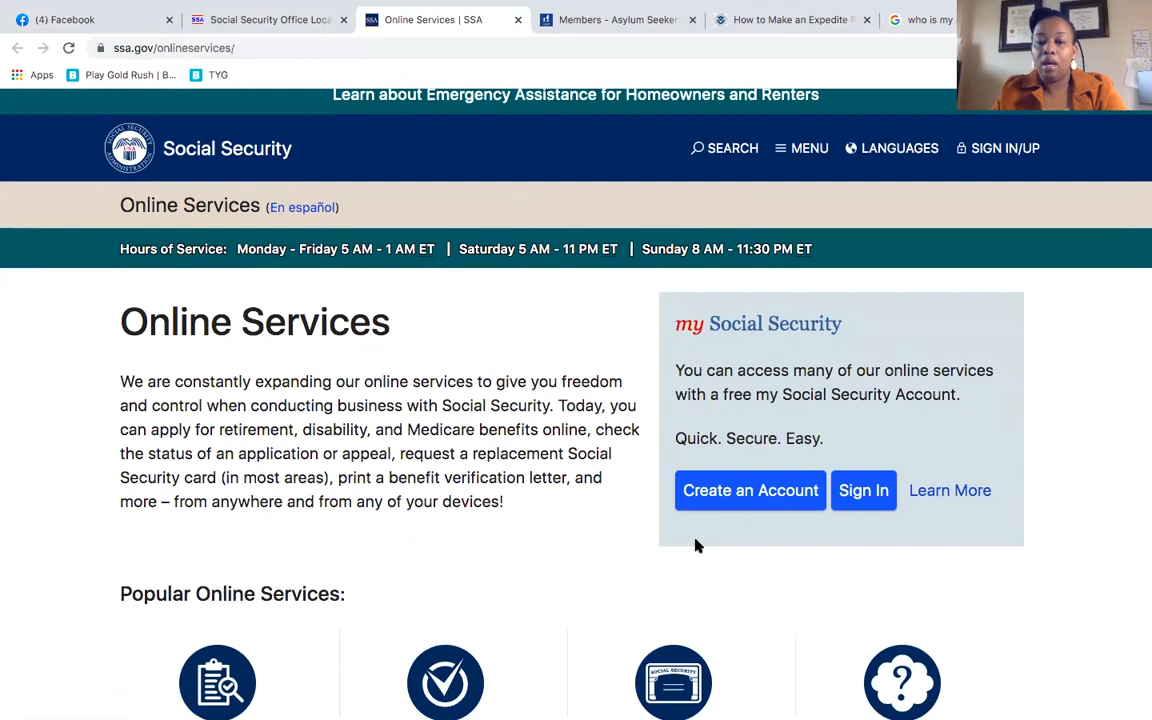 (4) Facebook
Social Security Office Loca
Online Services | SSA
Members - Asylum Seeker
How to Make an Expedite R
who is my
ssa.gov/onlineservices/
Apps
Play Gold Rush | B...
TYG
Learn about Emergency Assistance for Homeowners and Renters
Social Security
SEARCH
MENU
LANGUAGES
SIGN IN/UP
Online Services (En español)
Hours of Service: Monday - Friday 5 AM - 1 AM ET | Saturday 5 AM - 11 PM ET | Sunday 8 AM - 11:30 PM ET
Online Services
We are constantly expanding our online services to give you freedom
and control when conducting business with Social Security. Today, you
can apply for retirement, disability, and Medicare benefits online, check
the status of an application or appeal, request a replacement Social
Security card (in most areas), print a benefit verification letter, and
more – from anywhere and from any of your devices!
my Social Security
You can access many of our online services
with a free my Social Security Account.
Quick. Secure. Easy.
Create an Account
Sign In
Learn More
Popular Online Services:
SOCIAL SECURITY